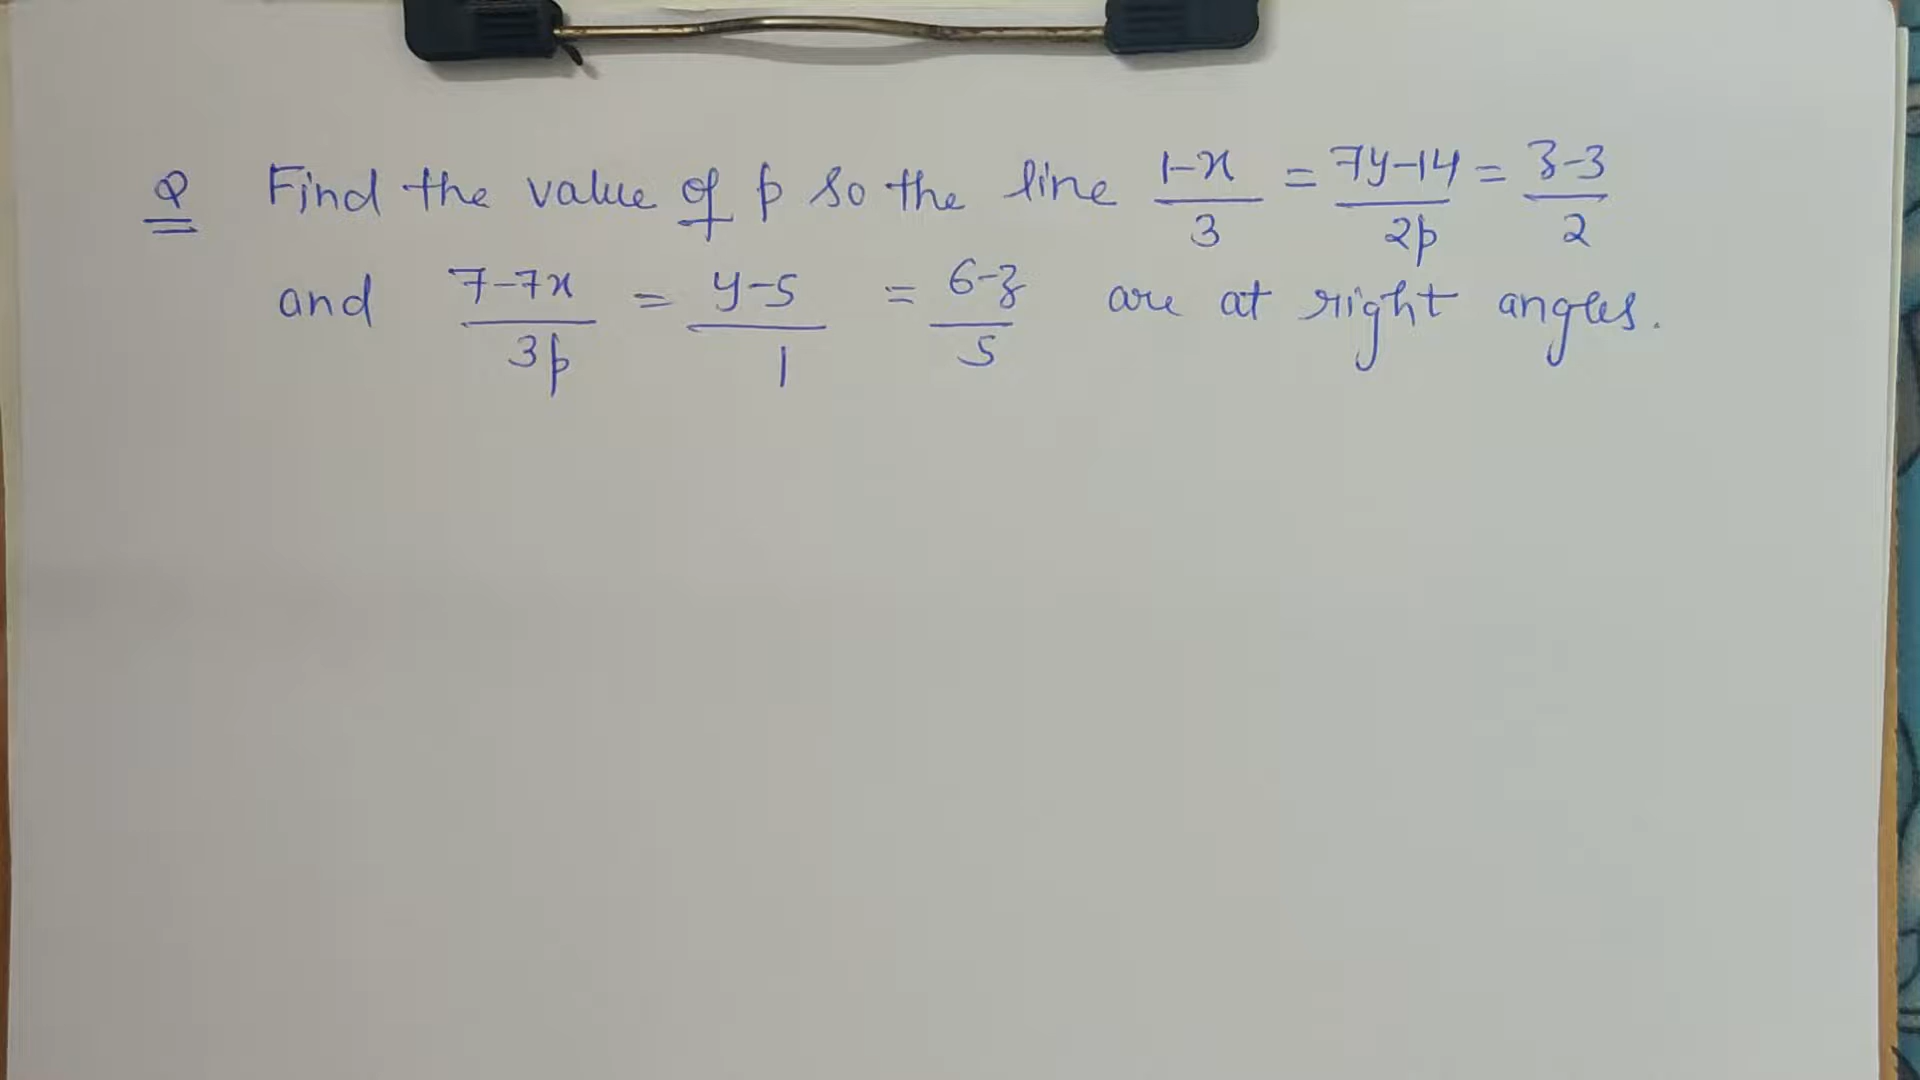 Q Find the value of p so the line (1-x)/3 = (7y-14)/2p = (z-3)/2
and (7-7x)/3p = (y-5)/1 = (6-z)/5 are at right angles.